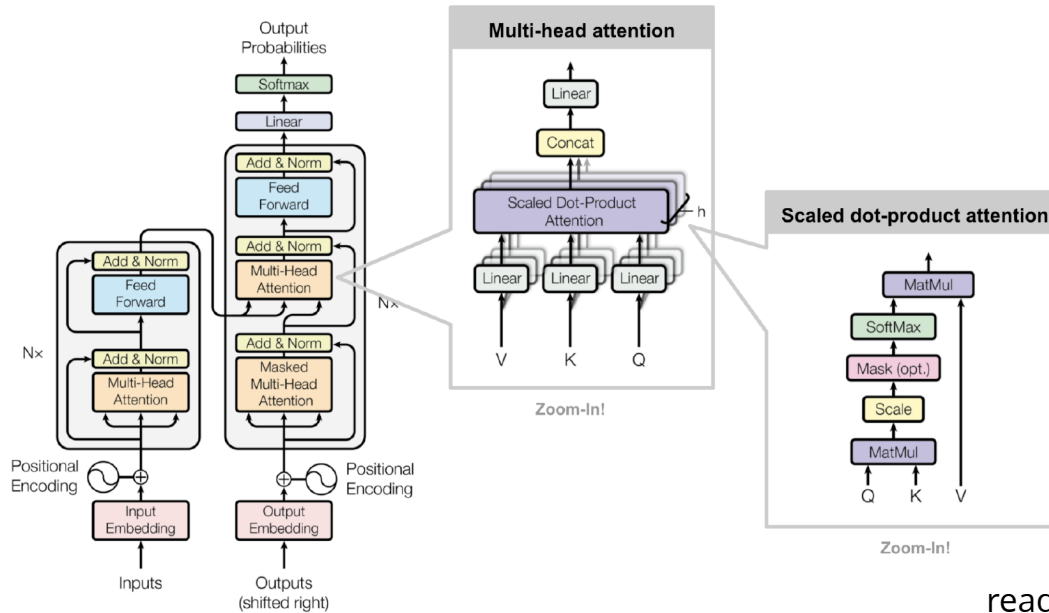 Output
Probabilities
Softmax
Linear
Add & Norm
Feed
Forward
Add & Norm
Multi-Head
Attention
Nx
Add & Norm
Masked
Multi-Head
Attention
Add & Norm
Feed
Forward
Nx
Add & Norm
Multi-Head
Attention
Positional
Encoding
Positional
Encoding
Input
Embedding
Output
Embedding
Inputs
Outputs
(shifted right)
Multi-head attention
Linear
Concat
Scaled Dot-Product
Attention
h
Linear
Linear
Linear
V
K
Q
Zoom-In!
Scaled dot-product attention
MatMul
SoftMax
Mask (opt.)
Scale
MatMul
Q
K
V
Zoom-In!